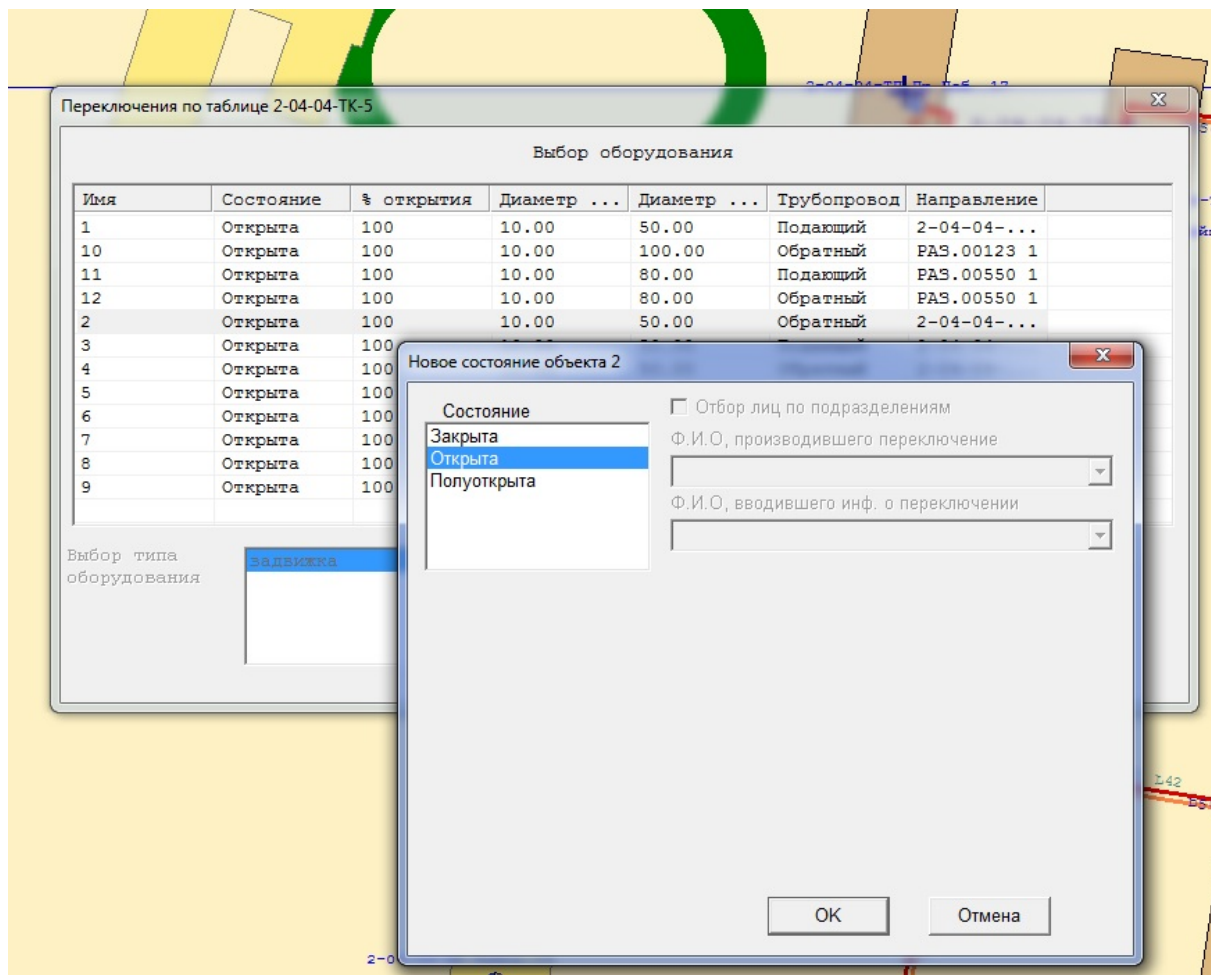 Переключения по таблице 2-04-04-ТК-5
Выбор оборудования
Имя Состояние % открытия Диаметр ... Диаметр ... Трубопровод Направление
1 Открыта 100 10.00 50.00 Подающий 2-04-04-...
10 Открыта 100 10.00 100.00 Обратный РАЗ.00123 1
11 Открыта 100 10.00 80.00 Подающий РАЗ.00550 1
12 Открыта 100 10.00 80.00 Обратный РАЗ.00550 1
2 Открыта 100 10.00 50.00 Обратный 2-04-04-...
3 Открыта 100
4 Открыта 100
5 Открыта 100
6 Открыта 100
7 Открыта 100
8 Открыта 100
9 Открыта 100
Выбор типа
оборудования
задвижка
Новое состояние объекта 2
Состояние
Закрыта
Открыта
Полуоткрыта
Отбор лиц по подразделениям
Ф.И.О, производившего переключение
Ф.И.О, вводившего инф. о переключении
OK Отмена
L42